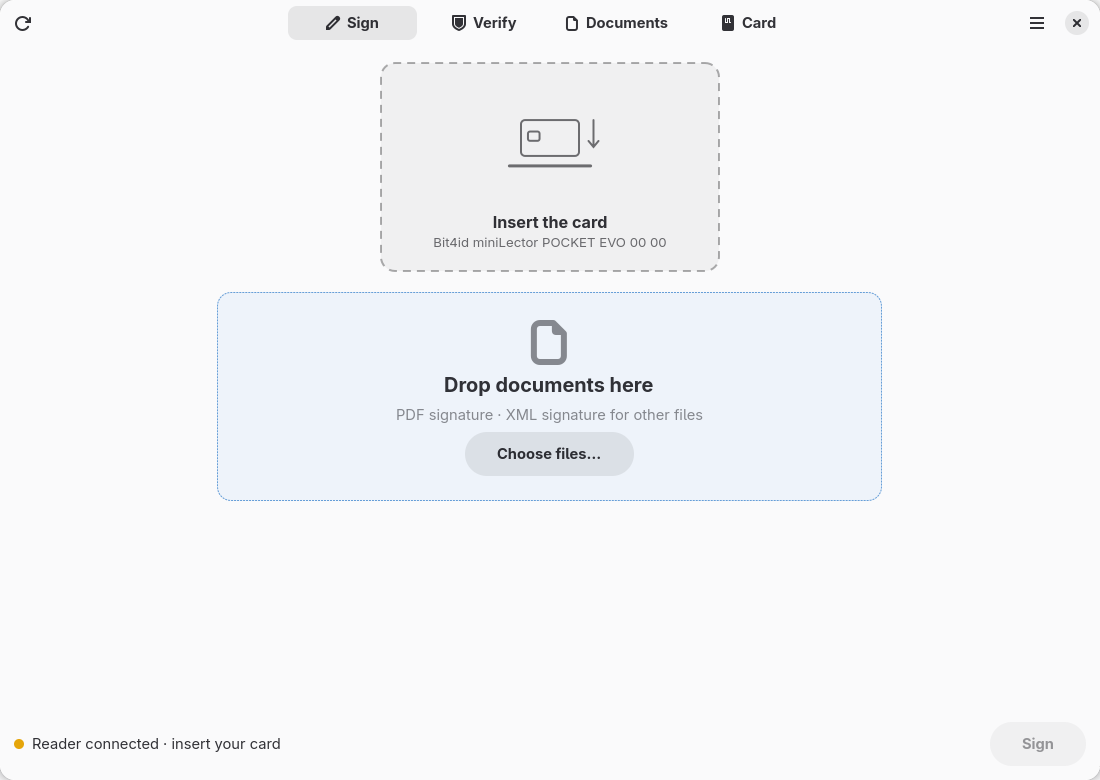 Sign
Verify
Documents
Card
Insert the card
Bit4id miniLector POCKET EVO 00 00
Drop documents here
PDF signature · XML signature for other files
Choose files...
Reader connected · insert your card
Sign